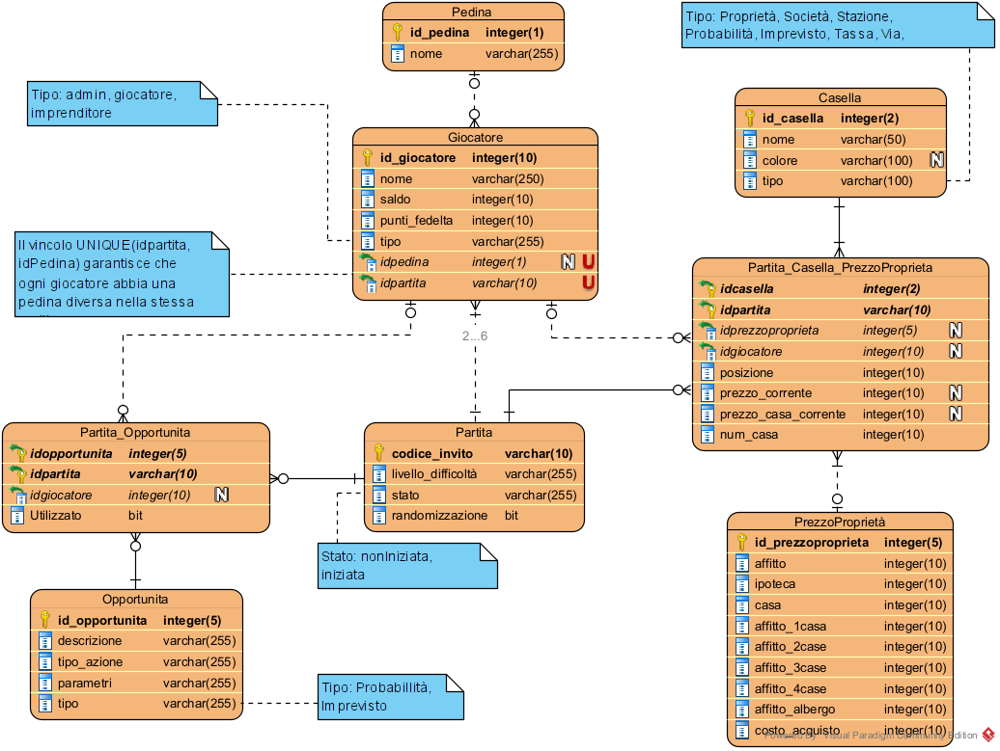 Pedina
id_pedina integer(1)
nome varchar(255)
Tipo: Proprietà, Società, Stazione,
Probabilità, Imprevisto, Tassa, Via,
Tipo: admin, giocatore,
imprenditore
Casella
id_casella integer(2)
nome varchar(50)
colore varchar(100) N
tipo varchar(100)
Giocatore
id_giocatore integer(10)
nome varchar(250)
saldo integer(10)
punti_fedelta integer(10)
tipo varchar(255)
idpedina integer(1) N U
idpartita varchar(10) U
Il vincolo UNIQUE(idpartita,
idPedina) garantisce che
ogni giocatore abbia una
pedina diversa nella stessa
2...6
Partita_Casella_PrezzoProprieta
idcasella integer(2)
idpartita varchar(10)
idprezzoproprieta integer(5) N
idgiocatore integer(10) N
posizione integer(10)
prezzo_corrente integer(10) N
prezzo_casa_corrente integer(10) N
num_casa integer(10)
Partita_Opportunita
idopportunita integer(5)
idpartita varchar(10)
idgiocatore integer(10) N
Utilizzato bit
Partita
codice_invito varchar(10)
livello_difficoltà varchar(255)
stato varchar(255)
randomizzazione bit
Stato: nonIniziata,
iniziata
PrezzoProprietà
id_prezzoproprieta integer(5)
affitto integer(10)
ipoteca integer(10)
casa integer(10)
affitto_1casa integer(10)
affitto_2case integer(10)
affitto_3case integer(10)
affitto_4case integer(10)
affitto_albergo integer(10)
costo_acquisto integer(10)
Opportunita
id_opportunita integer(5)
descrizione varchar(255)
tipo_azione varchar(255)
parametri varchar(255)
tipo varchar(255)
Tipo: Probabillità,
Imprevisto
Powered By Visual Paradigm Community Edition